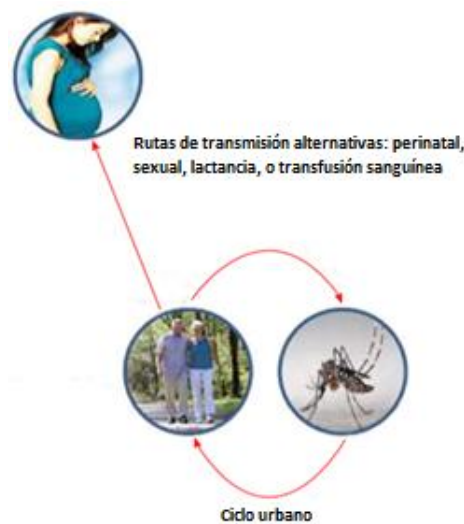 Rutas de transmisión alternativas: perinatal,
sexual, lactancia, o transfusión sanguínea
Ciclo urbano